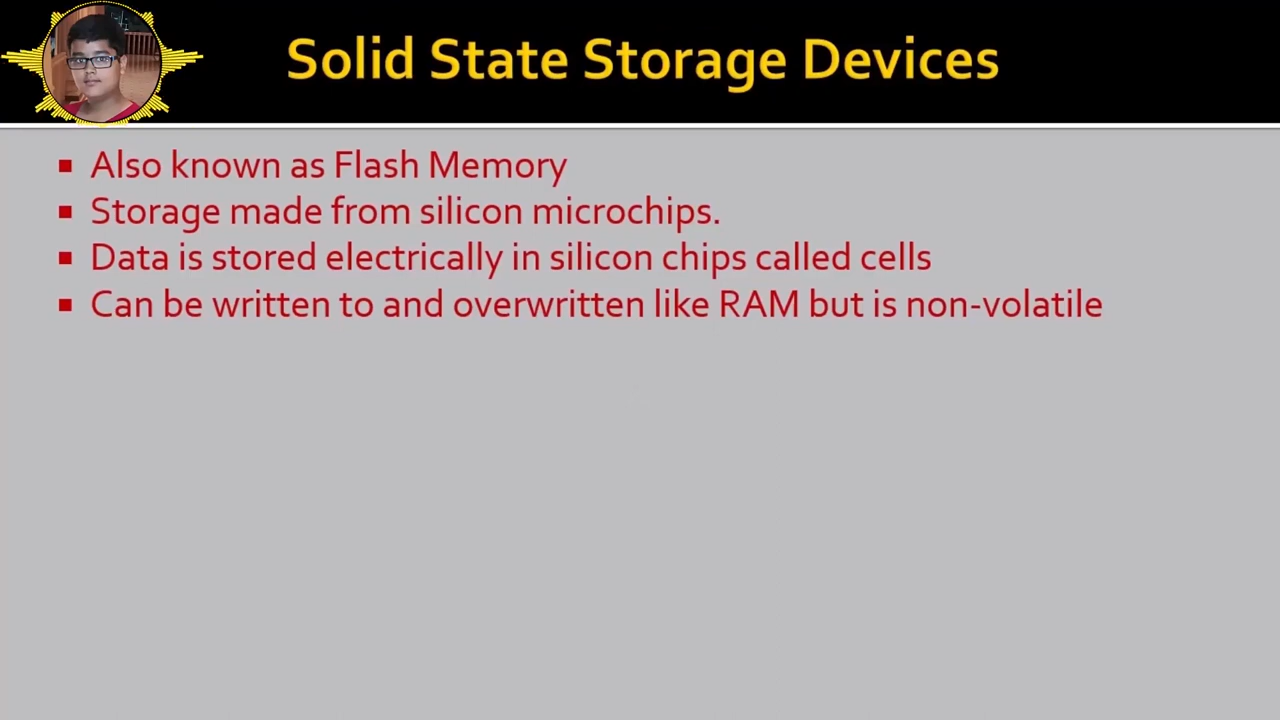 Solid State Storage Devices
Also known as Flash Memory
Storage made from silicon microchips.
Data is stored electrically in silicon chips called cells
Can be written to and overwritten like RAM but is non-volatile